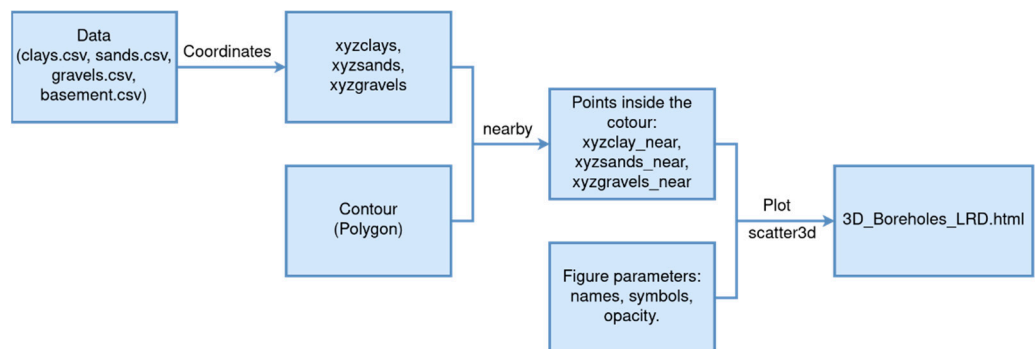 Data
(clays.csv, sands.csv,
gravels.csv,
basement.csv)
Coordinates
xyzclays,
xyzsands,
xyzgravels
Contour
(Polygon)
nearby
Points inside the
cotour:
xyzclay_near,
xyzsands_near,
xyzgravels_near
Figure parameters:
names, symbols,
opacity.
Plot
scatter3d
3D_Boreholes_LRD.html